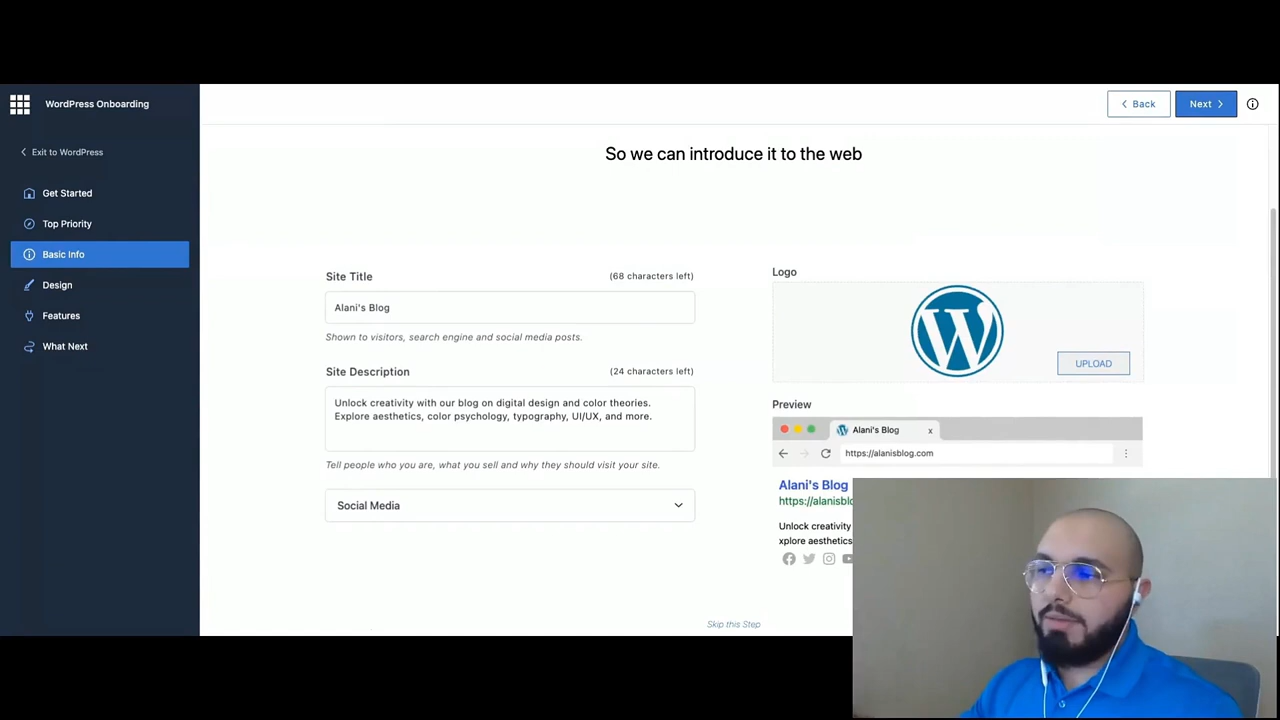 WordPress Onboarding
Back
Next
Exit to WordPress
So we can introduce it to the web
Get Started
Top Priority
Basic Info
Design
Features
What Next
Site Title
(68 characters left)
Alani's Blog
Shown to visitors, search engine and social media posts.
Site Description
(24 characters left)
Unlock creativity with our blog on digital design and color theories.
Explore aesthetics, color psychology, typography, UI/UX, and more.
Tell people who you are, what you sell and why they should visit your site.
Social Media
Logo
UPLOAD
Preview
Alani's Blog
x
https://alanisblog.com
Alani's Blog
https://alanisblo
Unlock creativity
xplore aesthetics
Skip this Step